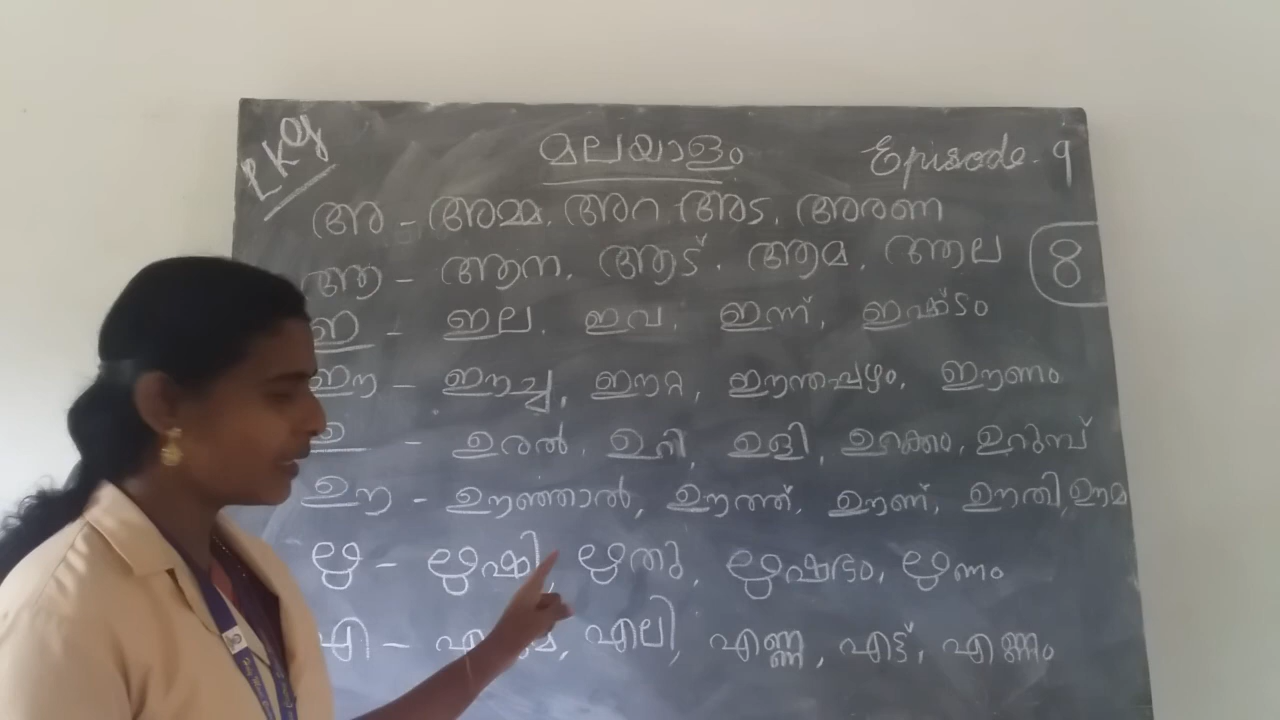 LKG
മലയാളം
Episode - 9
അ - അമ്മ, അറ, അട, അരണ
ആ - ആന, ആട്, ആമ, ആല
8
ഇ - ഇല, ഇവ, ഇന്ന്, ഇഷ്ടം
ഈ - ഈച്ച, ഈറ്റ, ഈന്തപ്പഴം, ഈണം
ഉ - ഉരൽ, ഉറി, ഉളി, ഉറക്കം, ഉറുമ്പ്
ഊ - ഊഞ്ഞാൽ, ഊത്ത്, ഊണ്, ഊതി, ഊമ
ഋ - ഋഷി, ഋതു, ഋഷഭം, ഋണം
എ - എലി, എണ്ണ, എട്ട്, എണ്ണം